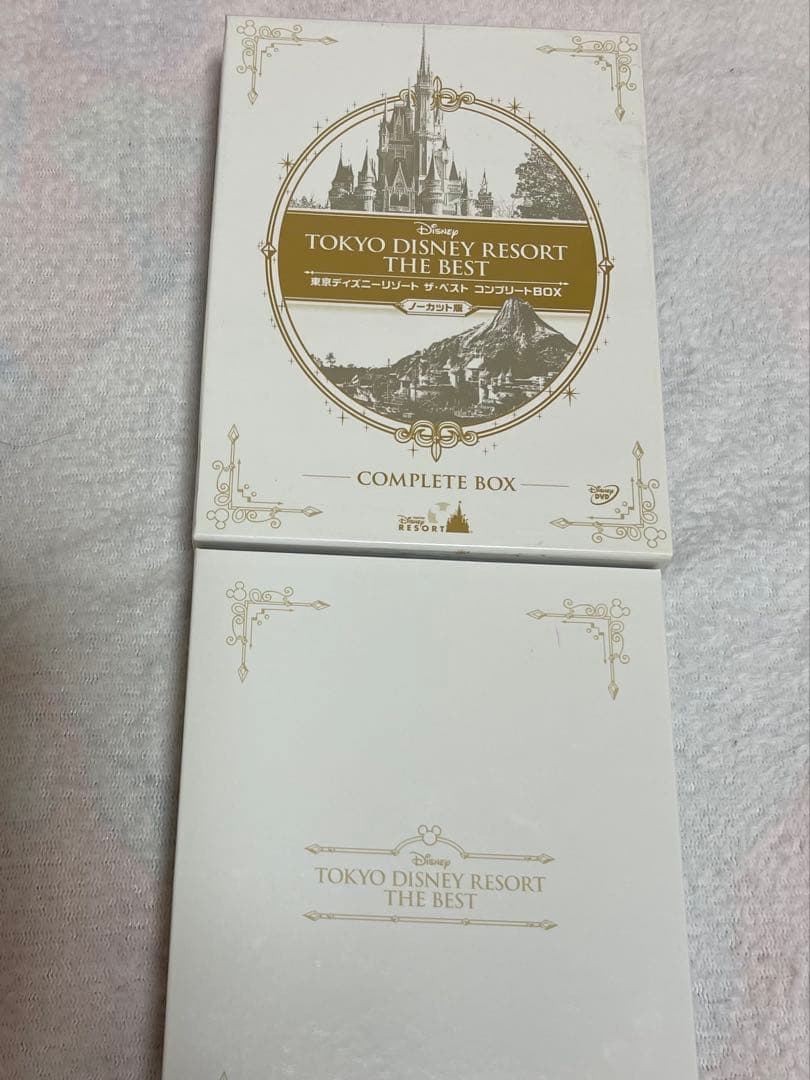 Disney
TOKYO DISNEY RESORT
THE BEST
東京ディズニーリゾート ザ・ベスト コンプリートBOX
ノーカット版
COMPLETE BOX
Disney
DVD
TOKYO
Disney
RESORT
Disney
TOKYO DISNEY RESORT
THE BEST